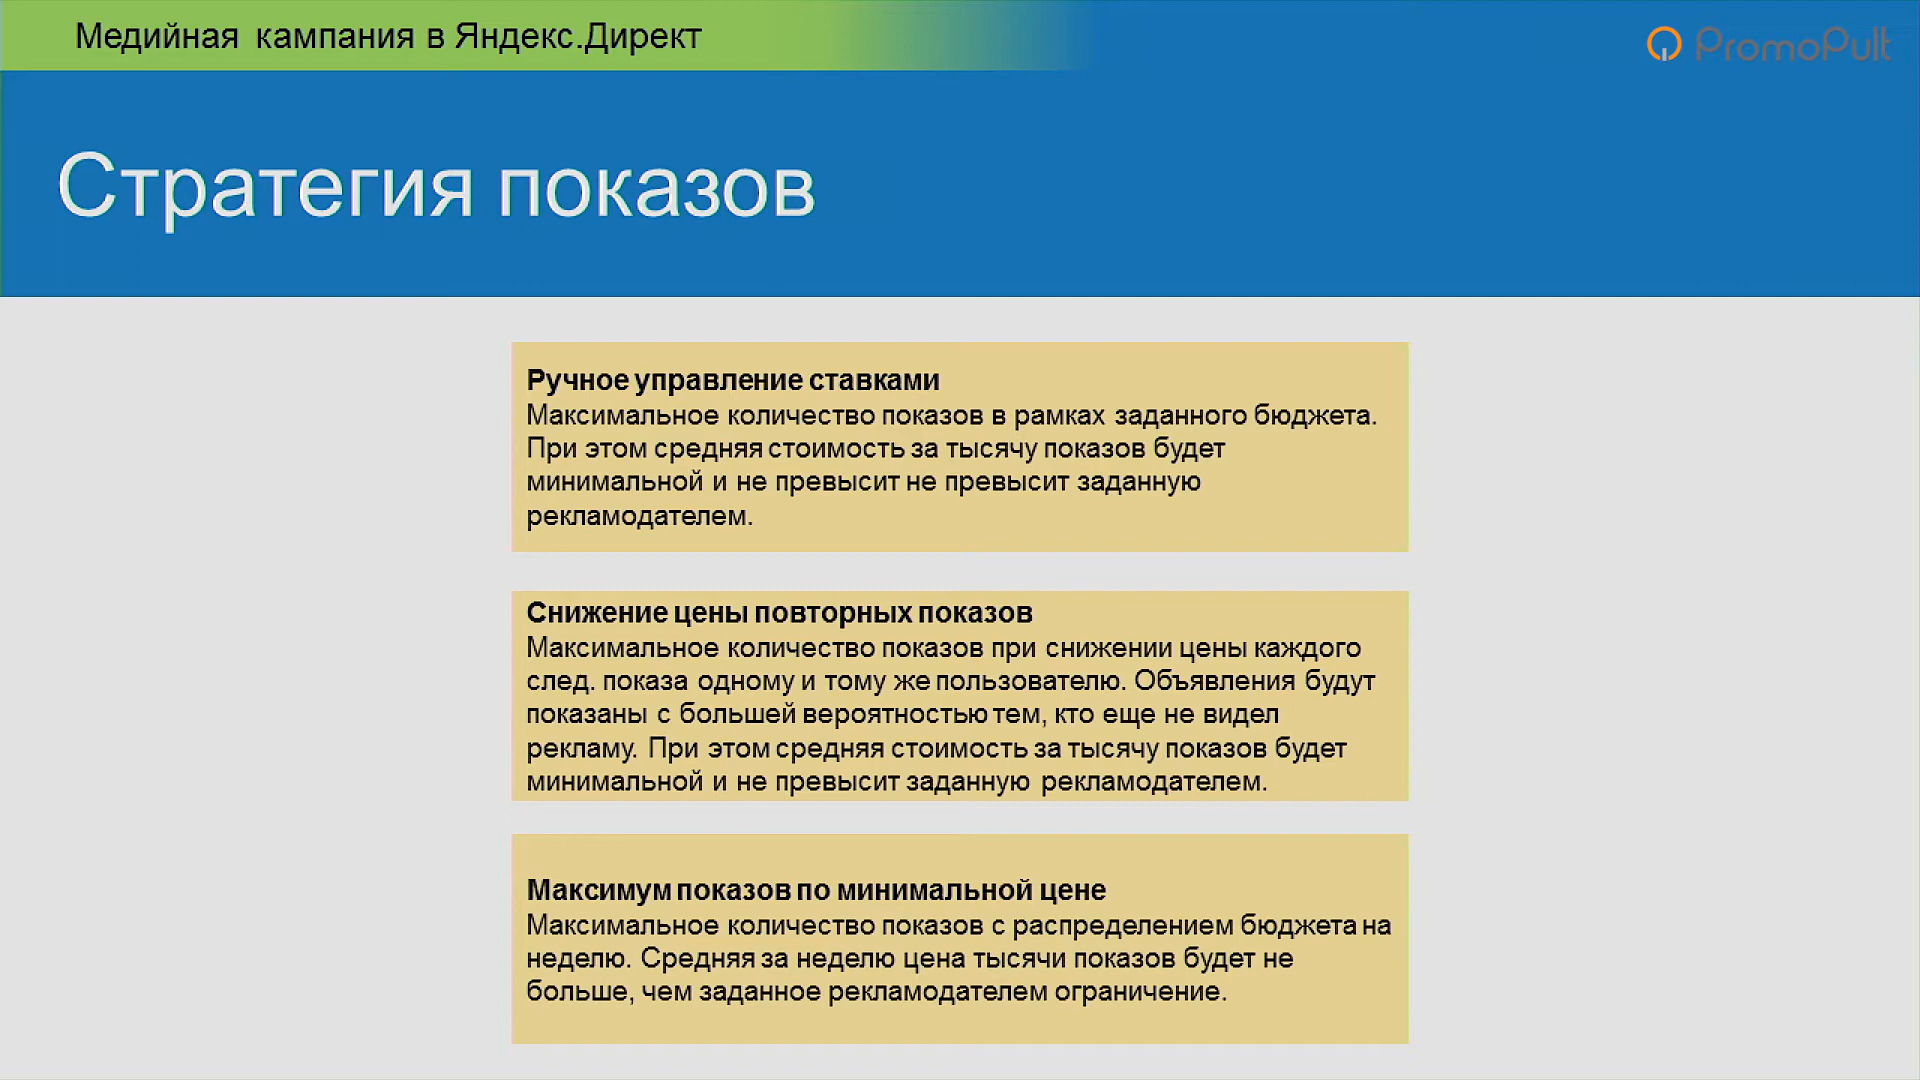 Медийная кампания в Яндекс.Директ
PromoPult
Стратегия показов
Ручное управление ставками
Максимальное количество показов в рамках заданного бюджета.
При этом средняя стоимость за тысячу показов будет
минимальной и не превысит не превысит заданную
рекламодателем.
Снижение цены повторных показов
Максимальное количество показов при снижении цены каждого
след. показа одному и тому же пользователю. Объявления будут
показаны с большей вероятностью тем, кто еще не видел
рекламу. При этом средняя стоимость за тысячу показов будет
минимальной и не превысит заданную рекламодателем.
Максимум показов по минимальной цене
Максимальное количество показов с распределением бюджета на
неделю. Средняя за неделю цена тысячи показов будет не
больше, чем заданное рекламодателем ограничение.